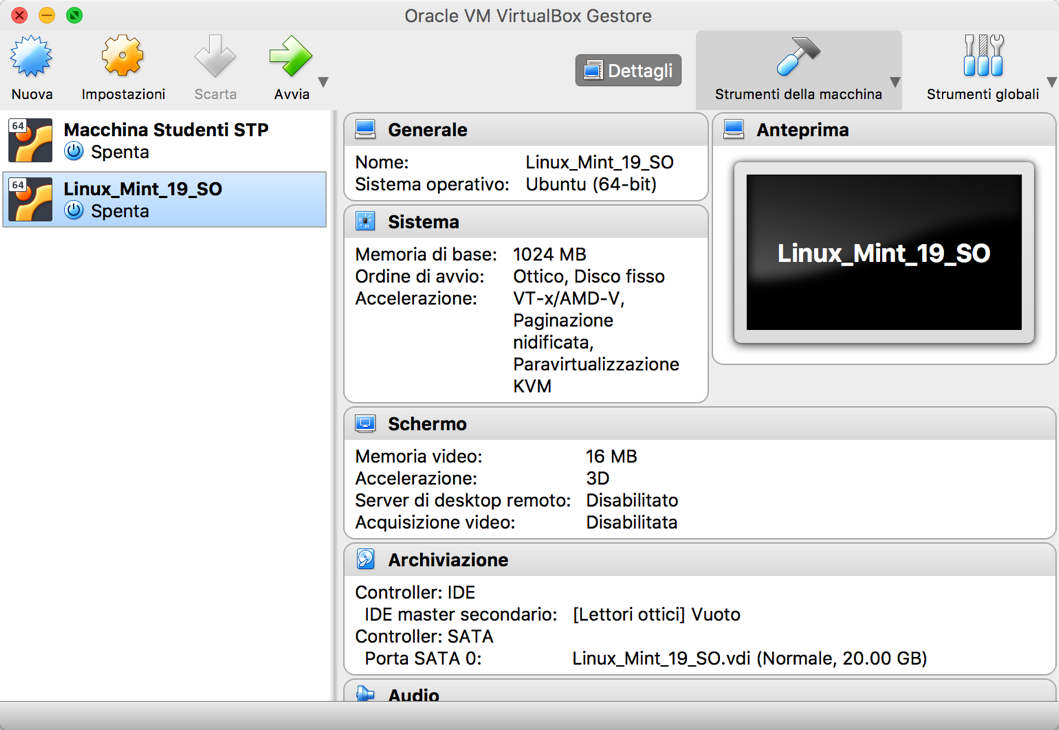 Oracle VM VirtualBox Gestore
Nuova
Impostazioni
Scarta
Avvia
Dettagli
Strumenti della macchina
Strumenti globali
64
Macchina Studenti STP
Spenta
64
Linux_Mint_19_SO
Spenta
Generale
Nome: Linux_Mint_19_SO
Sistema operativo: Ubuntu (64-bit)
Anteprima
Linux_Mint_19_SO
Sistema
Memoria di base: 1024 MB
Ordine di avvio: Ottico, Disco fisso
Accelerazione: VT-x/AMD-V,
Paginazione
nidificata,
Paravirtualizzazione
KVM
Schermo
Memoria video: 16 MB
Accelerazione: 3D
Server di desktop remoto: Disabilitato
Acquisizione video: Disabilitata
Archiviazione
Controller: IDE
IDE master secondario: [Lettori ottici] Vuoto
Controller: SATA
Porta SATA 0: Linux_Mint_19_SO.vdi (Normale, 20.00 GB)
Audio